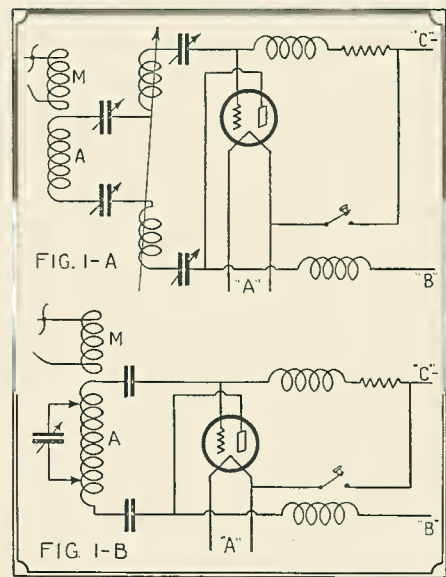 "C"-
M
A
FIG. 1-A
"A"
"B"
M
"C"-
A
FIG. 1-B
"A"
"B"